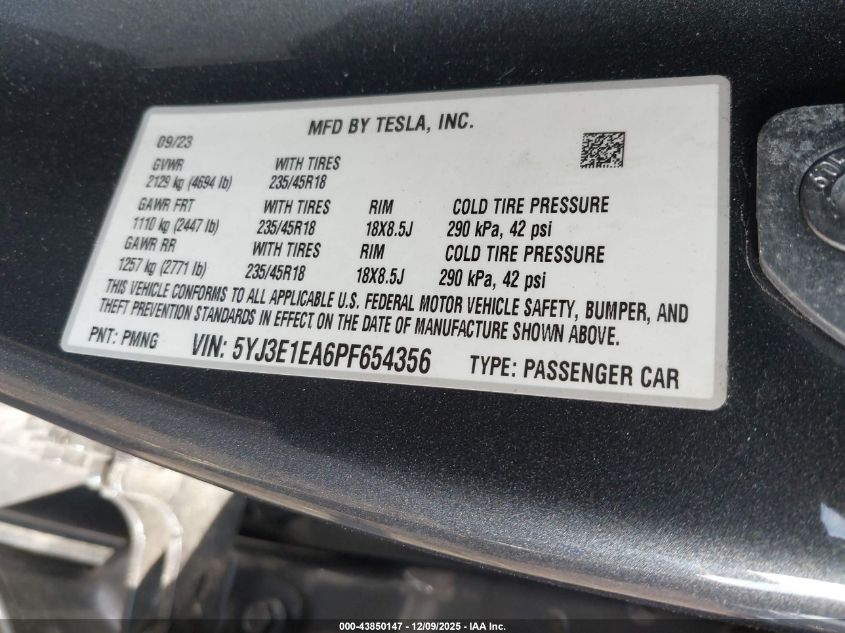 MFD BY TESLA, INC.
09/23
GVWR WITH TIRES
2129 kg (4694 lb) 235/45R18
GAWR FRT WITH TIRES RIM COLD TIRE PRESSURE
1110 kg (2447 lb) 235/45R18 18X8.5J 290 kPa, 42 psi
GAWR RR WITH TIRES RIM COLD TIRE PRESSURE
1257 kg (2771 lb) 235/45R18 18X8.5J 290 kPa, 42 psi
THIS VEHICLE CONFORMS TO ALL APPLICABLE U.S. FEDERAL MOTOR VEHICLE SAFETY, BUMPER, AND
THEFT PREVENTION STANDARDS IN EFFECT ON THE DATE OF MANUFACTURE SHOWN ABOVE.
PNT: PMNG VIN: 5YJ3E1EA6PF654356 TYPE: PASSENGER CAR
000-43850147 - 12/09/2025 - IAA Inc.